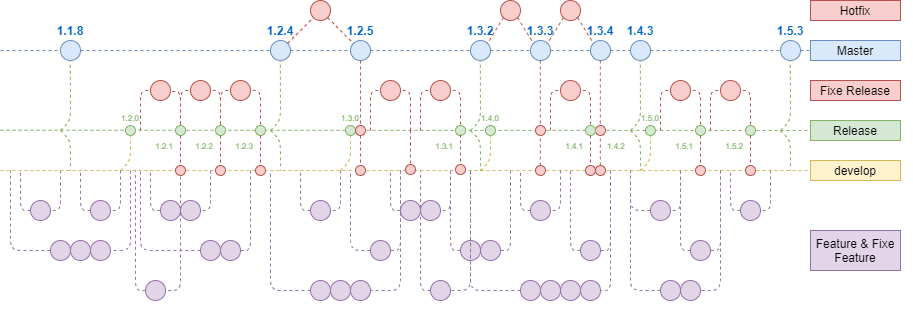 Hotfix
1.1.8 1.2.4 1.2.5 1.3.2 1.3.3 1.3.4 1.4.3 1.5.3
Master
Fixe Release
1.2.0 1.3.0 1.4.0 1.5.0
Release
1.2.1 1.2.2 1.2.3 1.3.1 1.4.1 1.4.2 1.5.1 1.5.2
develop
Feature & Fixe
Feature